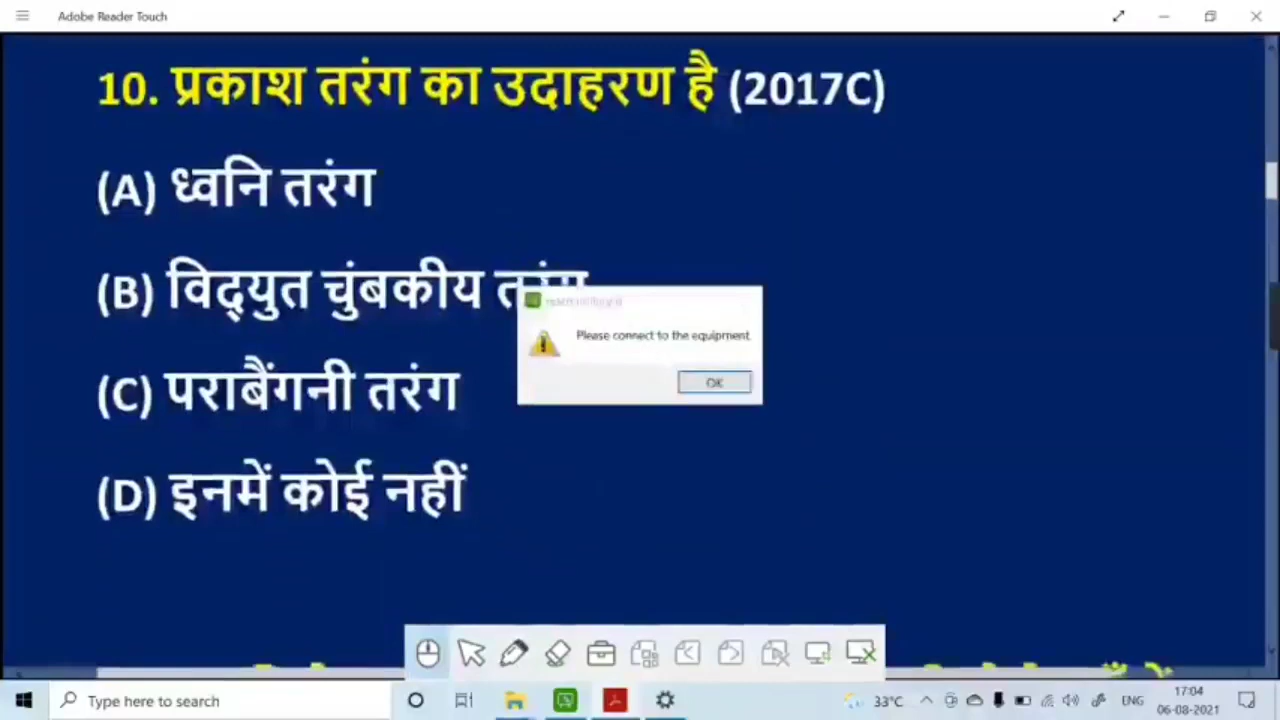 Adobe Reader Touch
10. प्रकाश तरंग का उदाहरण है (2017C)
(A) ध्वनि तरंग
(B) विद्युत चुंबकीय तरंग
Please connect to the equipment
OK
(C) पराबैंगनी तरंग
(D) इनमें कोई नहीं
Type here to search
33°C
ENG
17:04
06-08-2021